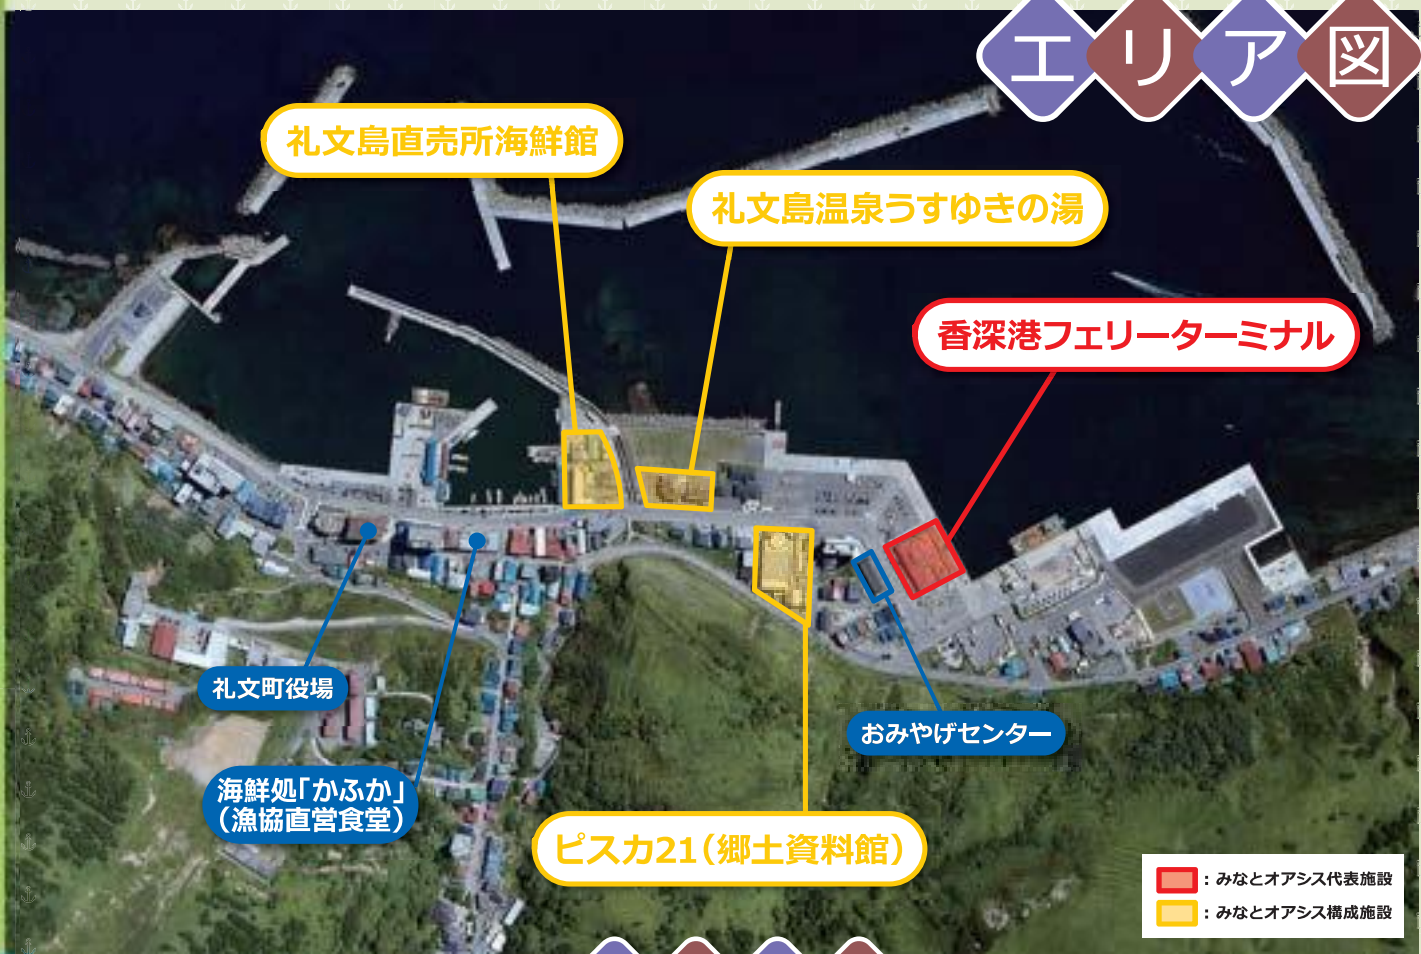 エリア図
礼文島直売所海鮮館
礼文島温泉うすゆきの湯
香深港フェリーターミナル
礼文町役場
おみやげセンター
海鮮処「かふか」
（漁協直営食堂）
ピスカ21（郷土資料館）
：みなとオアシス代表施設
：みなとオアシス構成施設